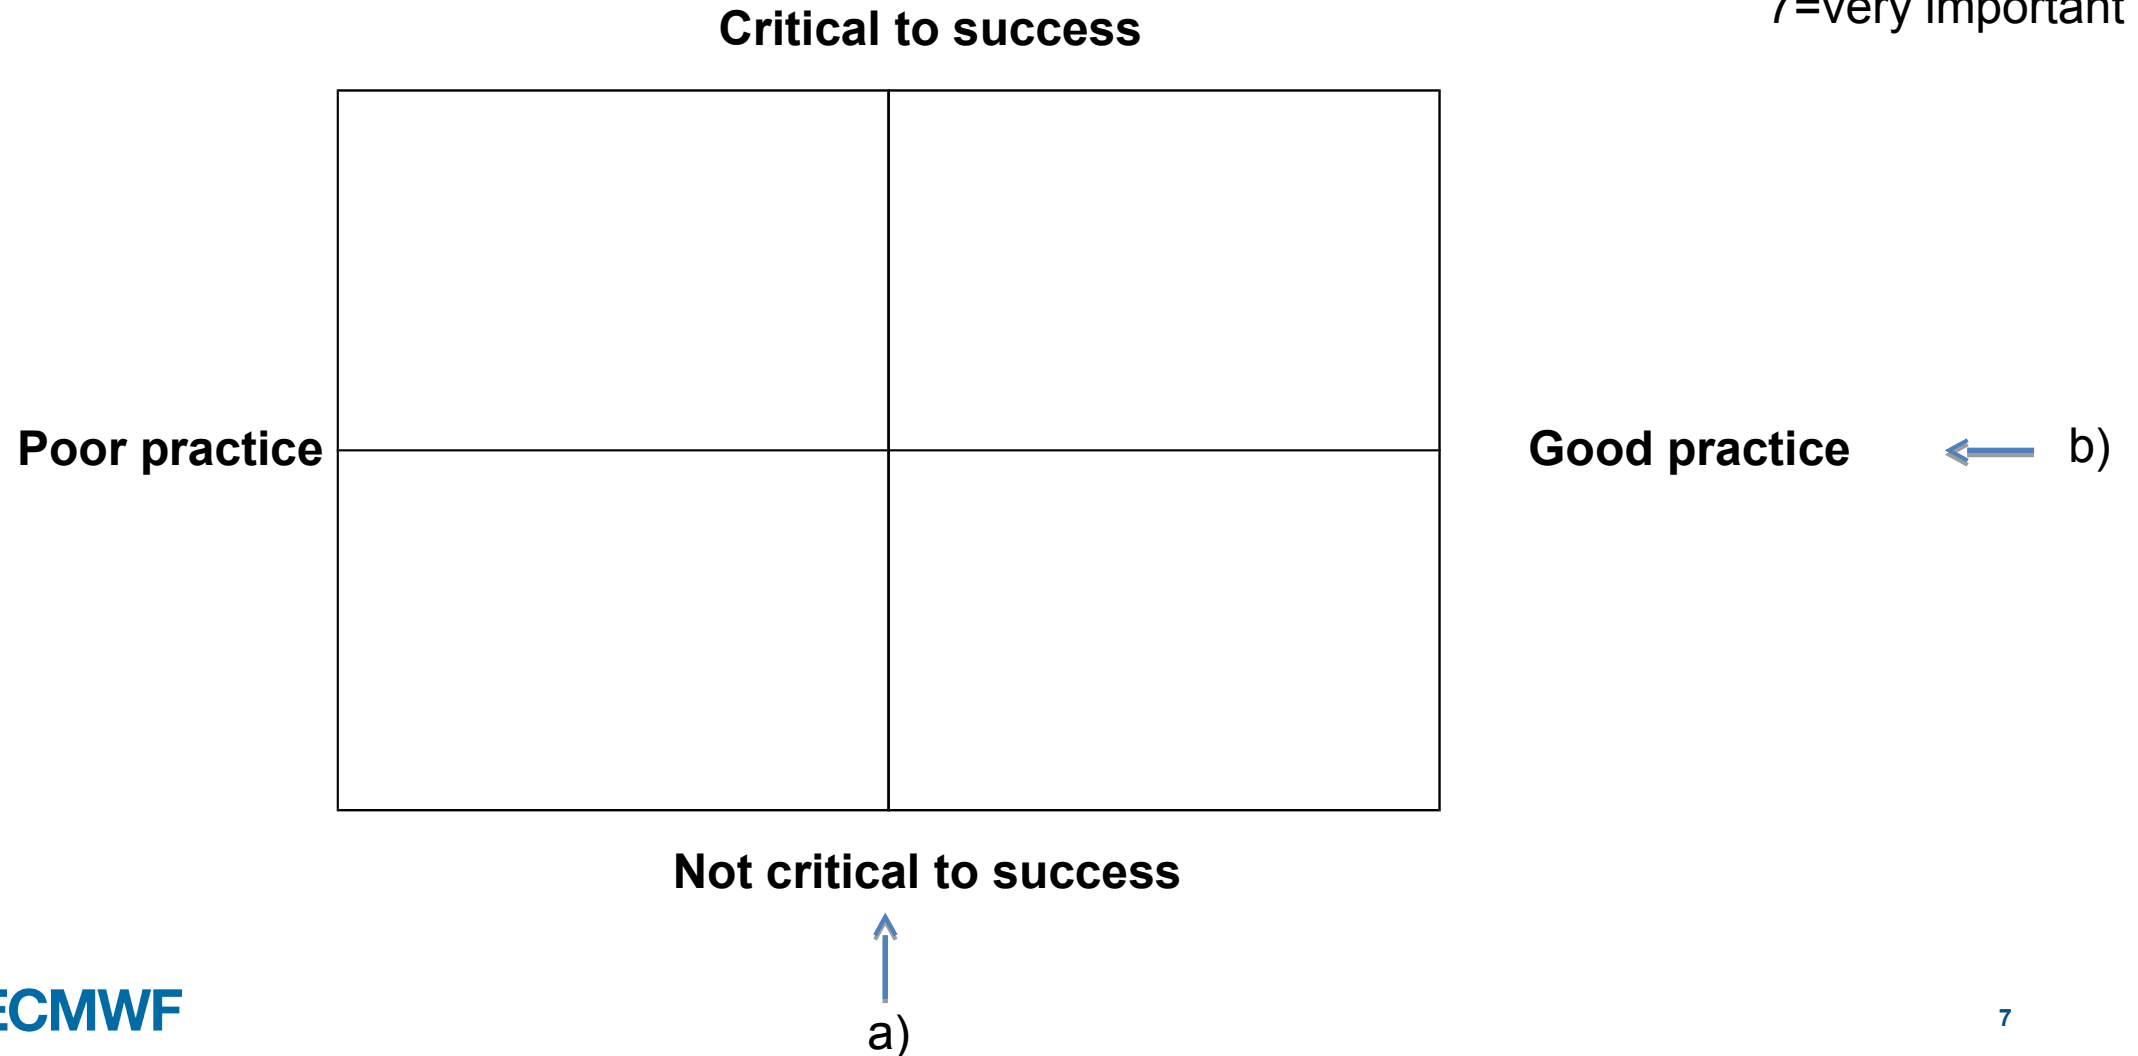 7=very important
Critical to success
Poor practice
Good practice
b)
Not critical to success
a)
ECMWF
7